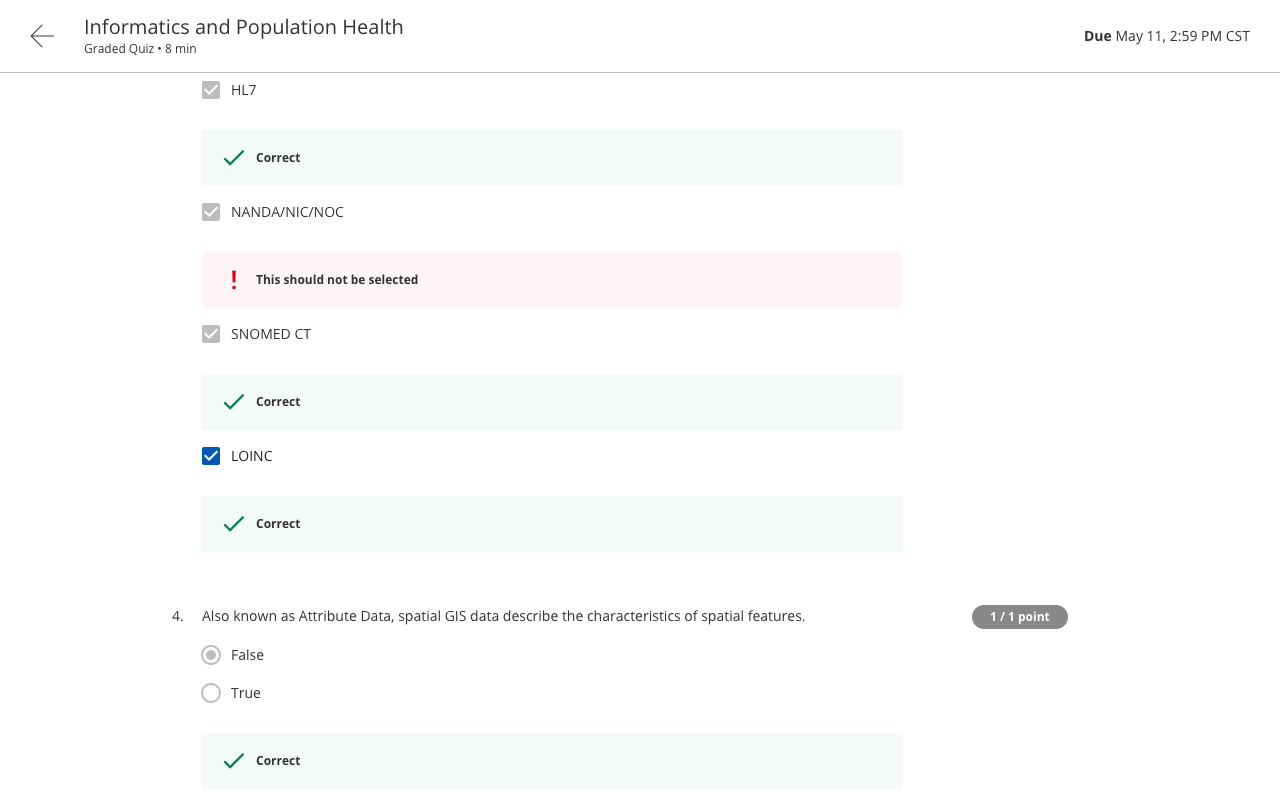 Informatics and Population Health
Graded Quiz • 8 min
Due May 11, 2:59 PM CST
HL7
Correct
NANDA/NIC/NOC
This should not be selected
SNOMED CT
Correct
LOINC
Correct
4. Also known as Attribute Data, spatial GIS data describe the characteristics of spatial features.
1 / 1 point
False
True
Correct